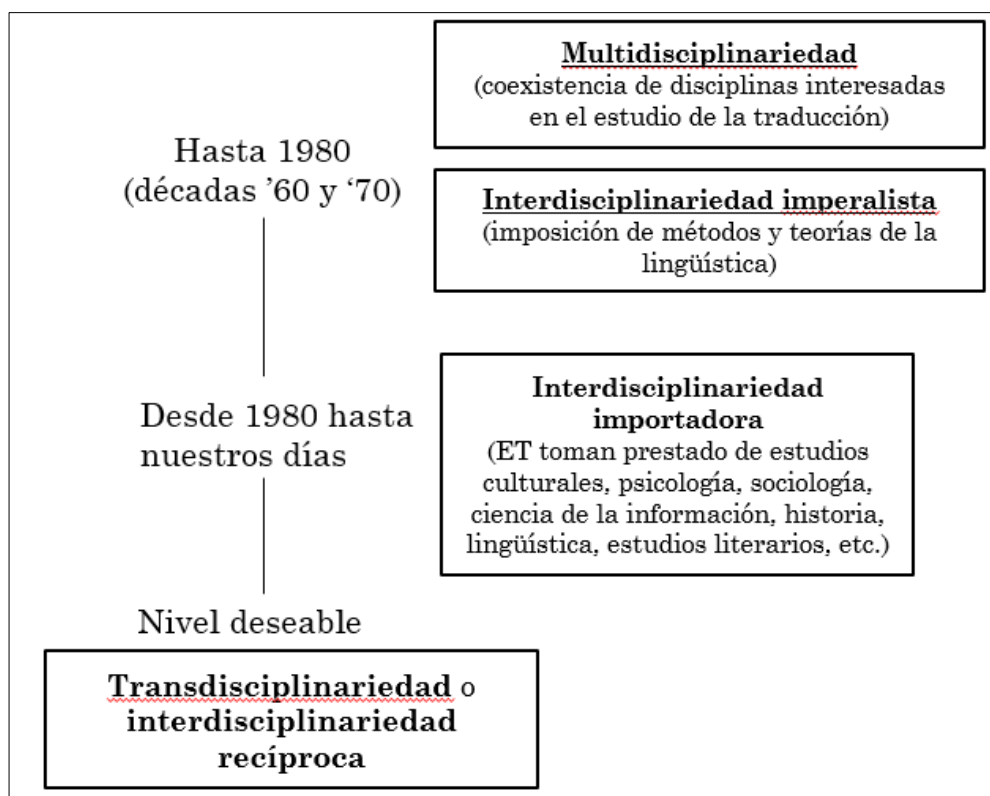 Multidisciplinariedad
(coexistencia de disciplinas interesadas
en el estudio de la traducción)
Hasta 1980
(décadas ’60 y ‘70)
Interdisciplinariedad imperalista
(imposición de métodos y teorías de la
lingüística)
Desde 1980 hasta
nuestros días
Interdisciplinariedad
importadora
(ET toman prestado de estudios
culturales, psicología, sociología,
ciencia de la información, historia,
lingüística, estudios literarios, etc.)
Nivel deseable
Transdisciplinariedad o
interdisciplinariedad
recíproca